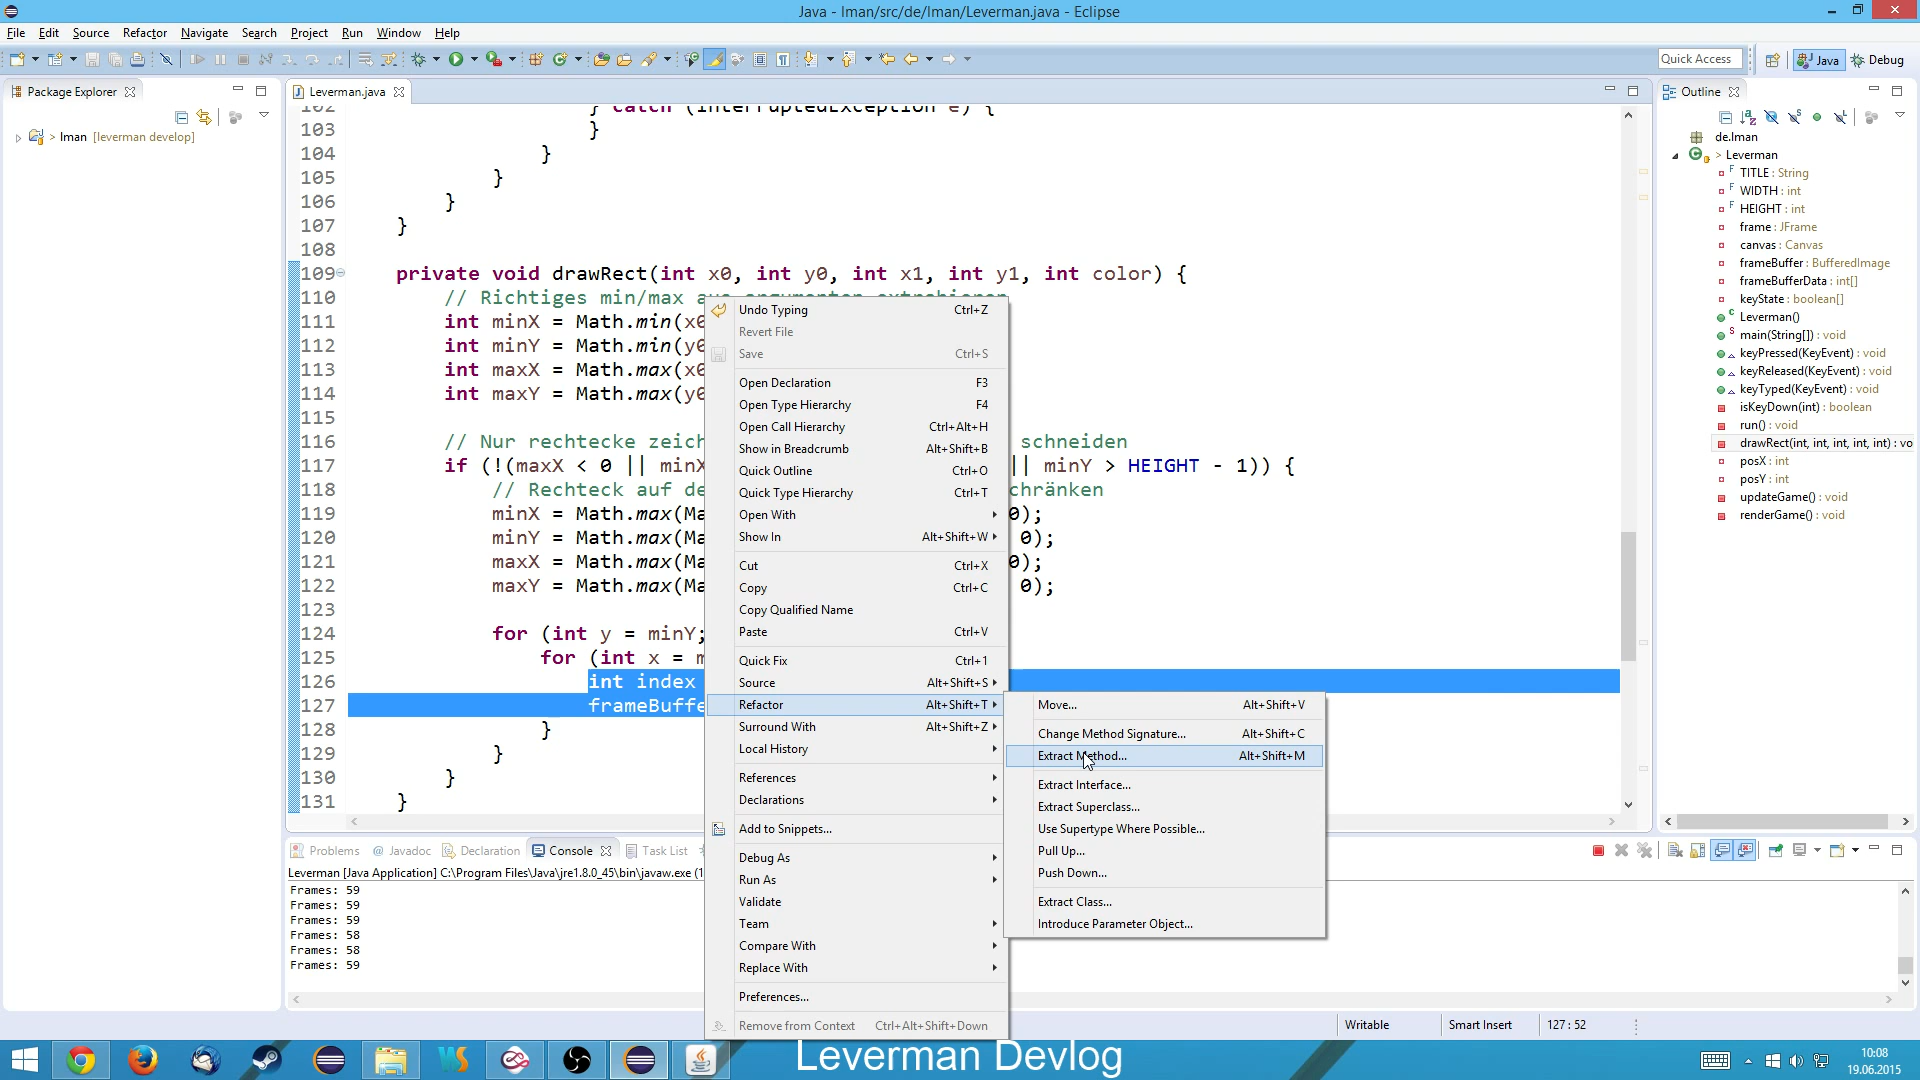 Java - lman/src/de/lman/Leverman.java - Eclipse
File Edit Source Refactor Navigate Search Project Run Window Help
Quick Access Java Debug
Package Explorer
> lman [leverman develop]
Leverman.java
102 } catch (InterruptedException e) {
103 }
104 }
105 }
106 }
107 }
108
109 private void drawRect(int x0, int y0, int x1, int y1, int color) {
110 // Richtiges min/max aus argumenten extrahieren
111 int minX = Math.min(x0
112 int minY = Math.min(y0
113 int maxX = Math.max(x0
114 int maxY = Math.max(y0
115
116 // Nur rechtecke zeich schneiden
117 if (!(maxX < 0 || minX || minY > HEIGHT - 1)) {
118 // Rechteck auf de chränken
119 minX = Math.max(Ma 0);
120 minY = Math.max(Ma 0);
121 maxX = Math.max(Ma 0);
122 maxY = Math.max(Ma 0);
123
124 for (int y = minY;
125 for (int x = m
126 int index
127 frameBuffe
128 }
129 }
130 }
131 }
Undo Typing Ctrl+Z
Revert File
Save Ctrl+S
Open Declaration F3
Open Type Hierarchy F4
Open Call Hierarchy Ctrl+Alt+H
Show in Breadcrumb Alt+Shift+B
Quick Outline Ctrl+O
Quick Type Hierarchy Ctrl+T
Open With
Show In Alt+Shift+W
Cut Ctrl+X
Copy Ctrl+C
Copy Qualified Name
Paste Ctrl+V
Quick Fix Ctrl+1
Source Alt+Shift+S
Refactor Alt+Shift+T
Surround With Alt+Shift+Z
Local History
References
Declarations
Add to Snippets...
Debug As
Run As
Validate
Team
Compare With
Replace With
Preferences...
Remove from Context Ctrl+Alt+Shift+Down
Move... Alt+Shift+V
Change Method Signature... Alt+Shift+C
Extract Method... Alt+Shift+M
Extract Interface...
Extract Superclass...
Use Supertype Where Possible...
Pull Up...
Push Down...
Extract Class...
Introduce Parameter Object...
Outline
de.lman
> Leverman
TITLE : String
WIDTH : int
HEIGHT : int
frame : JFrame
canvas : Canvas
frameBuffer : BufferedImage
frameBufferData : int[]
keyState : boolean[]
Leverman()
main(String[]) : void
keyPressed(KeyEvent) : void
keyReleased(KeyEvent) : void
keyTyped(KeyEvent) : void
isKeyDown(int) : boolean
run() : void
drawRect(int, int, int, int, int) : vo
posX : int
posY : int
updateGame() : void
renderGame() : void
Problems @ Javadoc Declaration Console Task List
Leverman [Java Application] C:\Program Files\Java\jre1.8.0_45\bin\javaw.exe (1
Frames: 59
Frames: 59
Frames: 59
Frames: 58
Frames: 58
Frames: 59
Writable Smart Insert 127 : 52
Leverman Devlog
10:08
19.06.2015